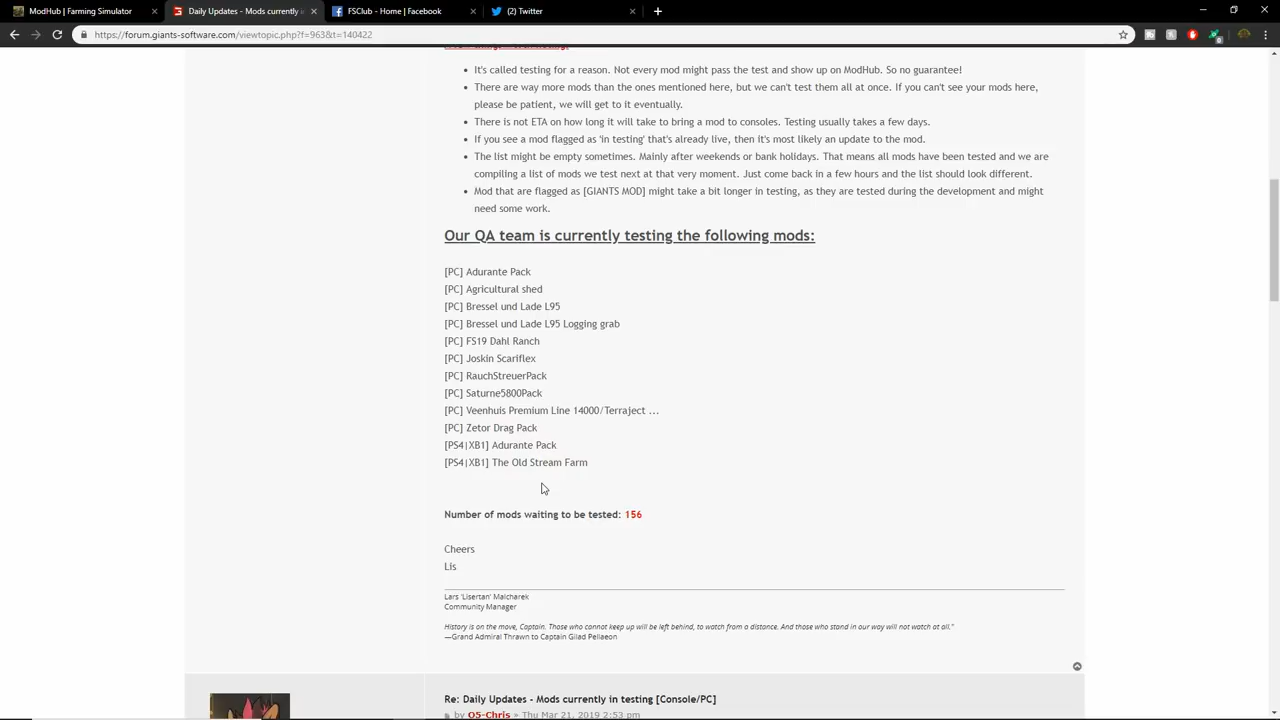 ModHub | Farming Simulator
Daily Updates - Mods currently in
FSClub - Home | Facebook
(2) Twitter
https://forum.giants-software.com/viewtopic.php?f=963&t=140422
It's called testing for a reason. Not every mod might pass the test and show up on ModHub. So no guarantee!
There are way more mods than the ones mentioned here, but we can't test them all at once. If you can't see your mods here,
please be patient, we will get to it eventually.
There is not ETA on how long it will take to bring a mod to consoles. Testing usually takes a few days.
If you see a mod flagged as 'in testing' that's already live, then it's most likely an update to the mod.
The list might be empty sometimes. Mainly after weekends or bank holidays. That means all mods have been tested and we are
compiling a list of mods we test next at that very moment. Just come back in a few hours and the list should look different.
Mod that are flagged as [GIANTS MOD] might take a bit longer in testing, as they are tested during the development and might
need some work.
Our QA team is currently testing the following mods:
[PC] Adurante Pack
[PC] Agricultural shed
[PC] Bressel und Lade L95
[PC] Bressel und Lade L95 Logging grab
[PC] FS19 Dahl Ranch
[PC] Joskin Scariflex
[PC] RauchStreuerPack
[PC] Saturne5800Pack
[PC] Veenhuis Premium Line 14000/Terraject ...
[PC] Zetor Drag Pack
[PS4|XB1] Adurante Pack
[PS4|XB1] The Old Stream Farm
Number of mods waiting to be tested: 156
Cheers
Lis
Lars 'Lisertan' Malcharek
Community Manager
History is on the move, Captain. Those who cannot keep up will be left behind, to watch from a distance. And those who stand in our way will not watch at all."
—Grand Admiral Thrawn to Captain Gilad Pellaeon
Re: Daily Updates - Mods currently in testing [Console/PC]
by O5-Chris » Thu Mar 21, 2019 2:53 pm